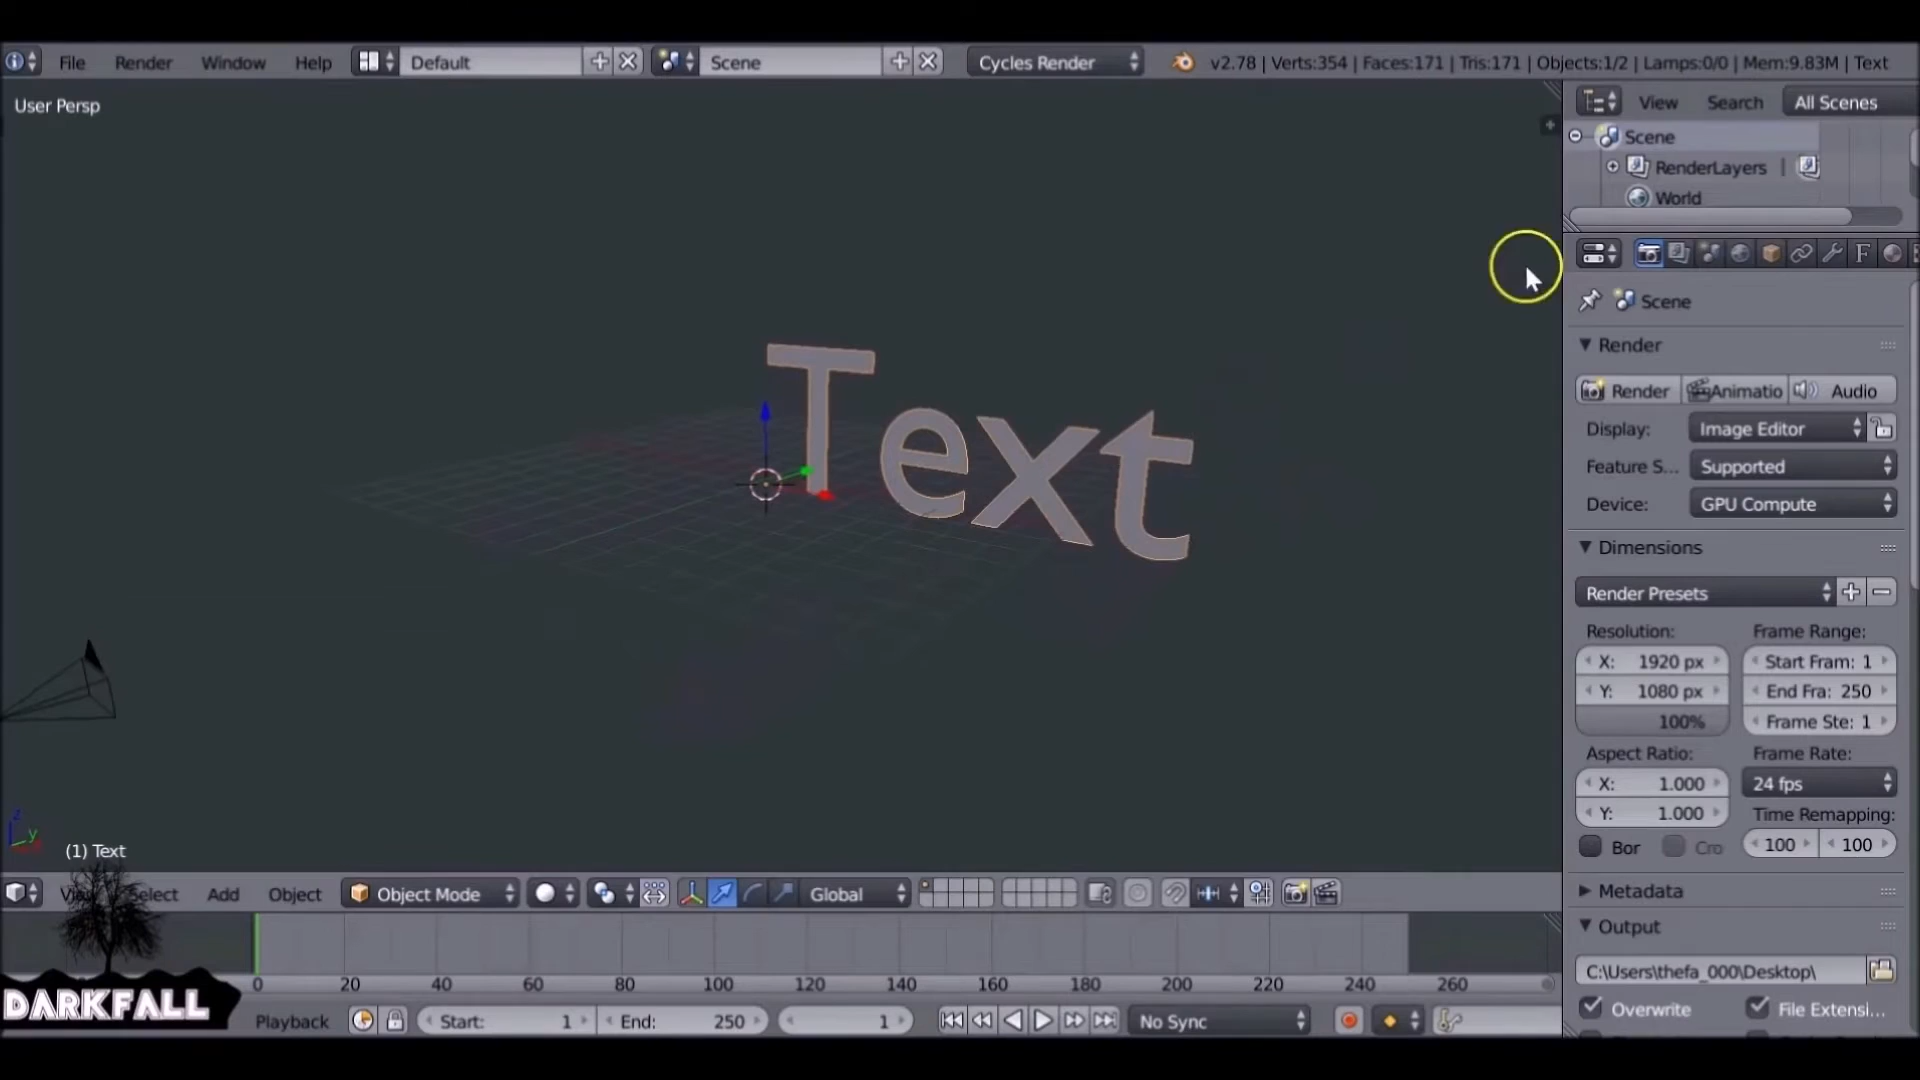 File Render Window Help Default Scene Cycles Render v2.78 | Verts:354 | Faces:171 | Tris:171 | Objects:1/2 | Lamps:0/0 | Mem:9.83M | Text
User Persp
View Search All Scenes
Scene
RenderLayers |
World
Scene
Render
Render Animatio Audio
Display: Image Editor
Feature S... Supported
Device: GPU Compute
Dimensions
Render Presets
Resolution: Frame Range:
X: 1920 px Start Fram: 1
Y: 1080 px End Fra: 250
100% Frame Ste: 1
Aspect Ratio: Frame Rate:
X: 1.000 24 fps
Y: 1.000 Time Remapping:
Bor Cro 100 100
Metadata
Output
C:\Users\thefa_000\Desktop\
Overwrite File Extensi...
Text
z
y
(1) Text
View Select Add Object Object Mode Global
0 20 40 60 80 100 120 140 160 180 200 220 240 260
Playback Start: 1 End: 250 1 No Sync
DARKFALL